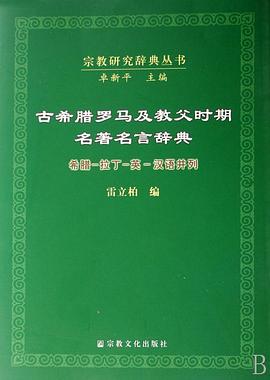 宗教研究辞典丛书
卓新平 主编
古希腊罗马及教父时期
名著名言辞典
希腊-拉丁-英-汉语并列
雷立柏 编
宗教文化出版社
B